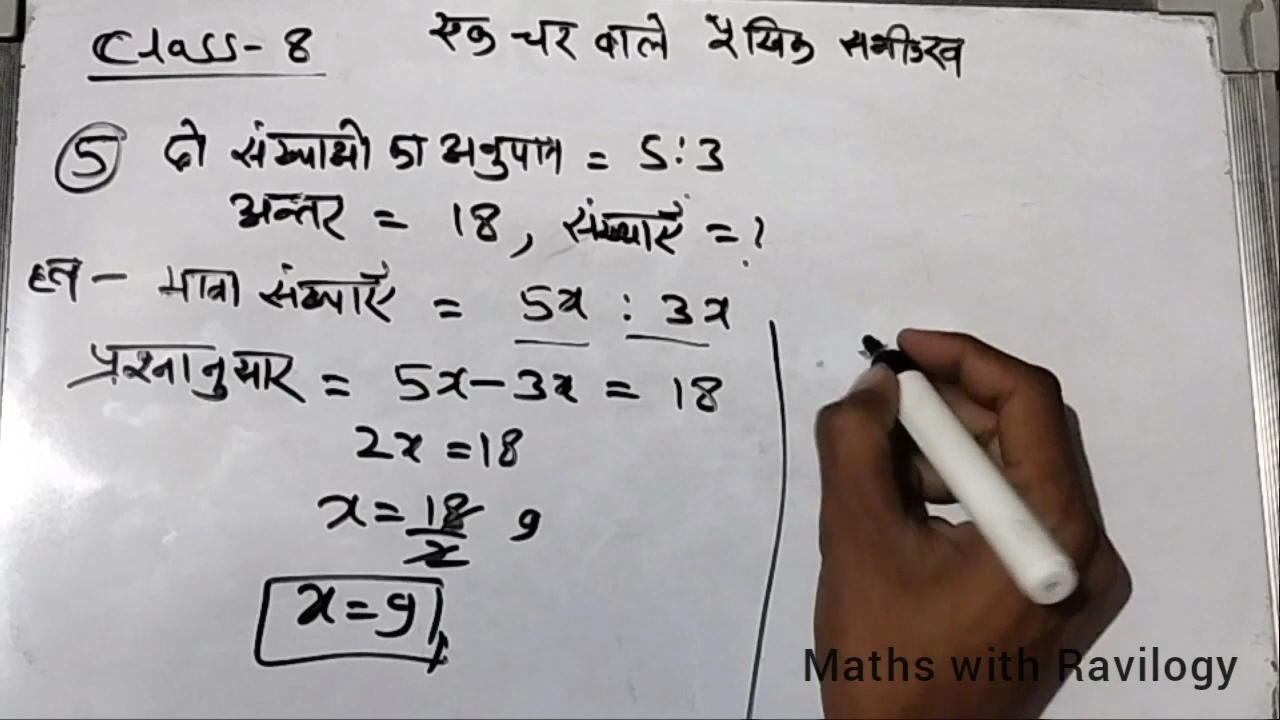 Class-8 एक चर वाले रैखिक समीकरण
5 दो संख्याओ का अनुपात = 5:3
अन्तर = 18, संख्याएँ = ?
हल - माना संख्याएँ = 5x : 3x
प्रश्नानुसार = 5x-3x = 18
2x = 18
x = 18/2 9
x=9
Maths with Ravilogy